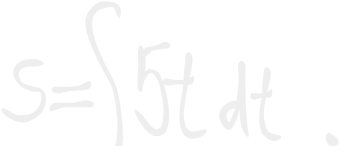 S=∫5t dt .